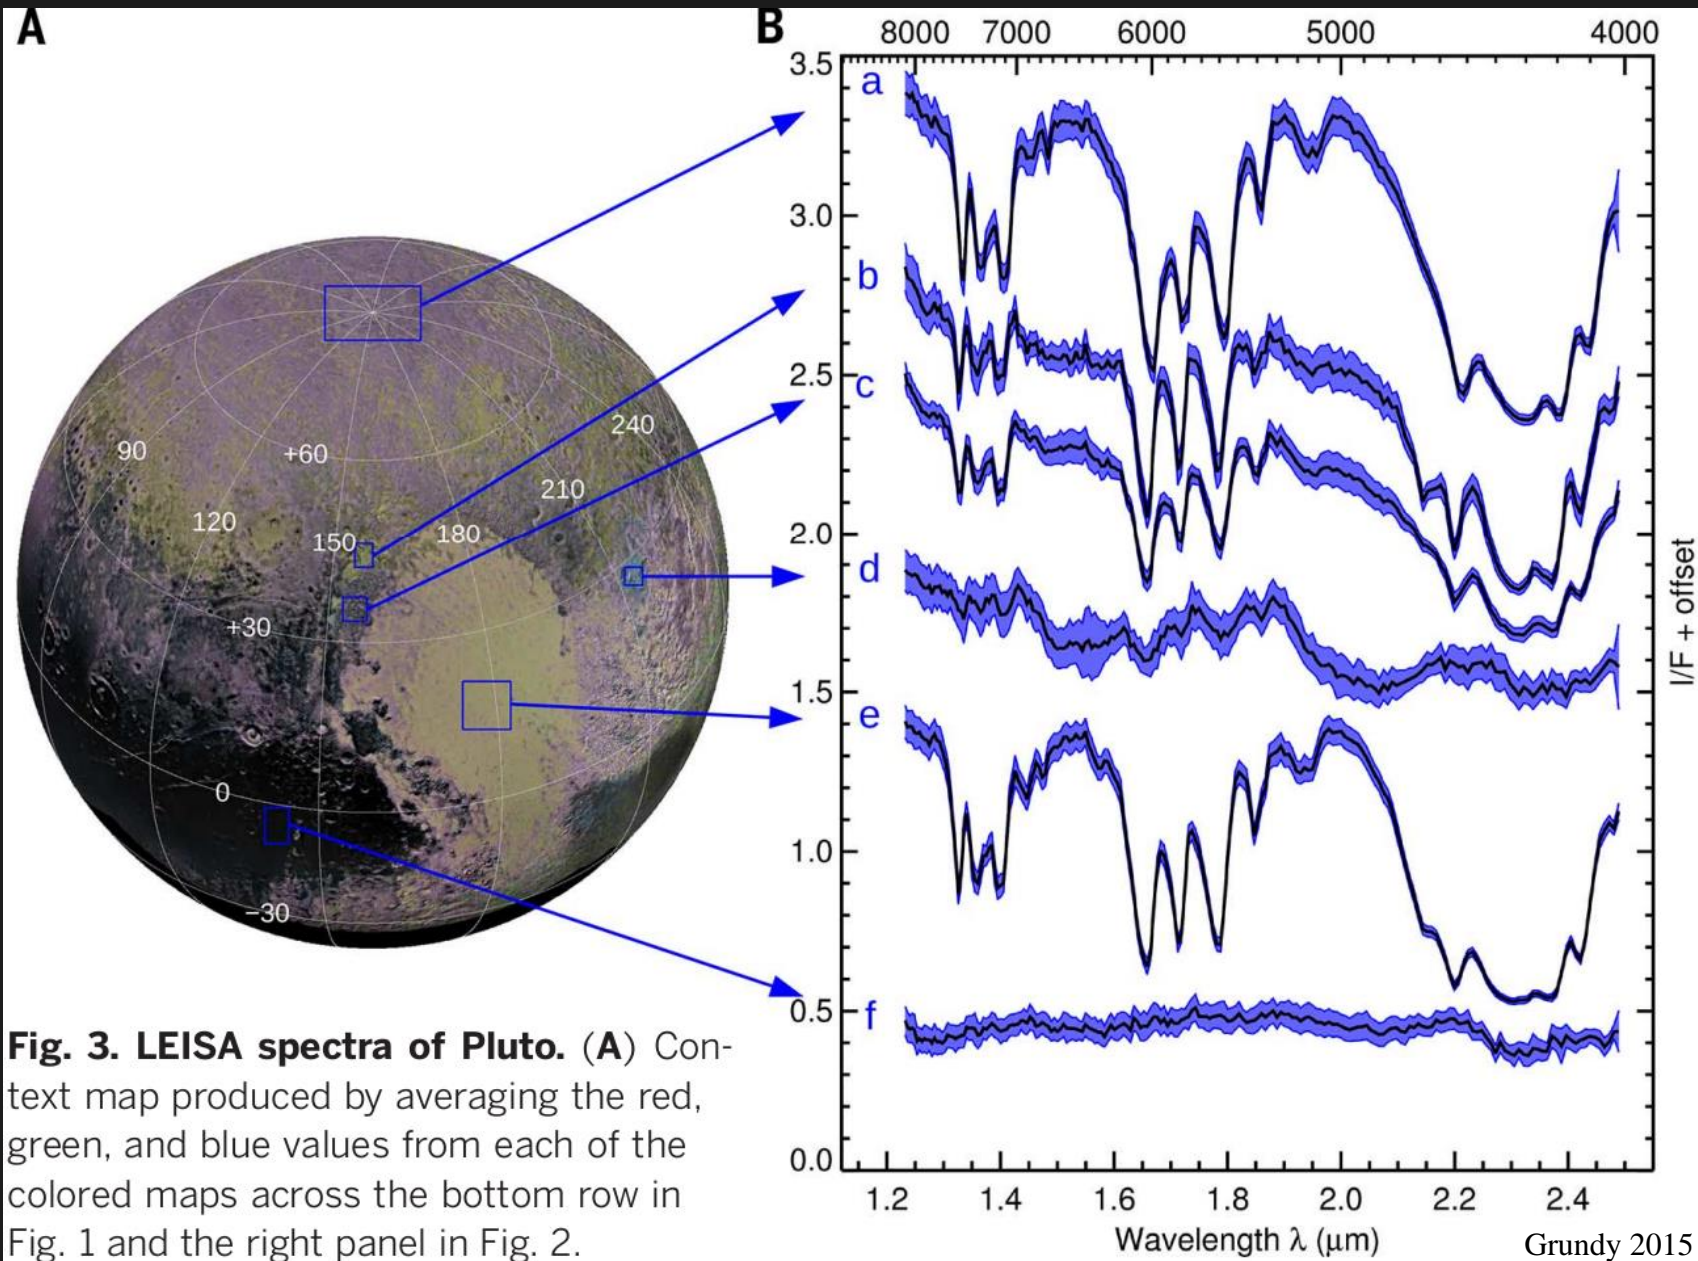 A
B
8000 7000 6000 5000 4000
3.5
a
3.0
b
2.5
c
240
90
+60
210
120
150
180
2.0
d
+30
I/F + offset
1.5
e
0
1.0
−30
0.5
f
0.0
1.2 1.4 1.6 1.8 2.0 2.2 2.4
Wavelength λ (μm)
Fig. 3. LEISA spectra of Pluto. (A) Con-
text map produced by averaging the red,
green, and blue values from each of the
colored maps across the bottom row in
Fig. 1 and the right panel in Fig. 2.
Grundy 2015